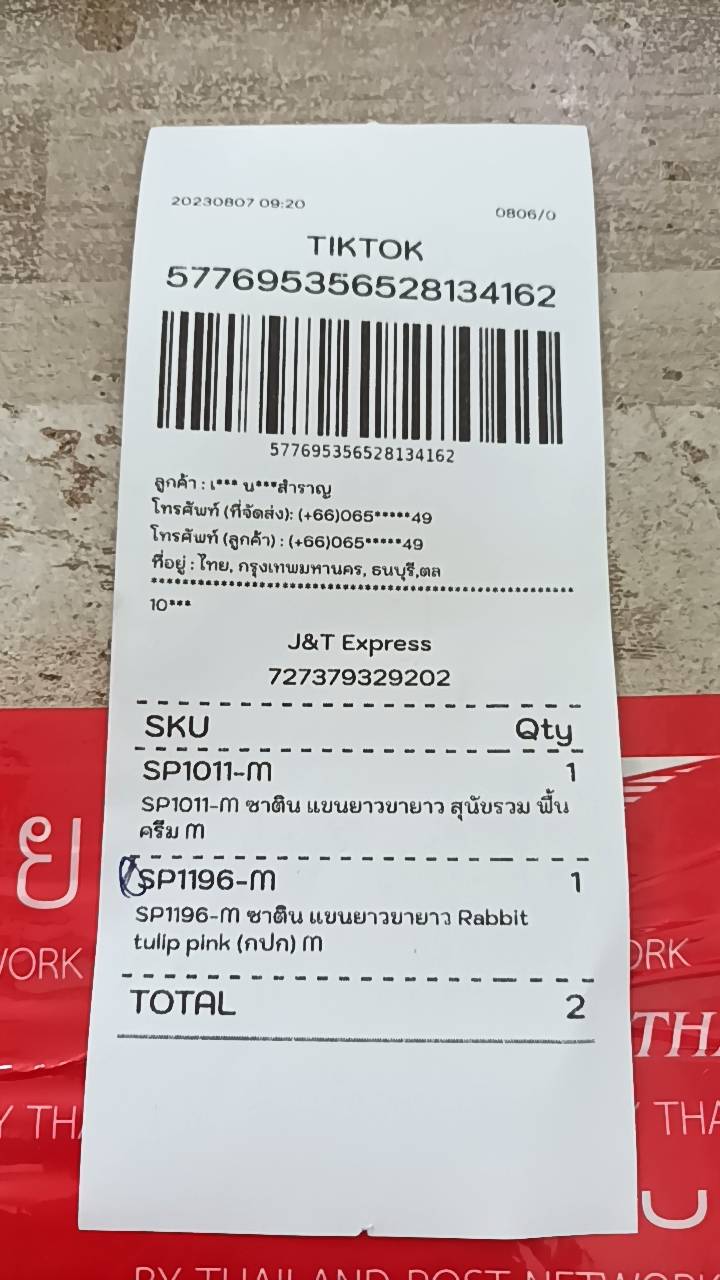 20230807 09:20
0806/0
TIKTOK
577695356528134162
577695356528134162
ลูกค้า : เ*** น***สำราญ
โทรศัพท์ (ที่จัดส่ง): (+66)065*****49
โทรศัพท์ (ลูกค้า) : (+66)065*****49
ที่อยู่ : ไทย, กรุงเทพมหานคร, ธนบุรี,ตล
10***
J&T Express
727379329202
SKU Qty
SP1011-M 1
SP1011-M ซาติน แขนยาวขายาว สุนัขรวม พื้น
ครีม M
SP1196-M 1
SP1196-M ซาติน แขนยาวขายาว Rabbit
tulip pink (กปก) M
TOTAL 2
ย
WORK
ORK
THA
Y THA
THA
BY THAILAND POST NETWORK